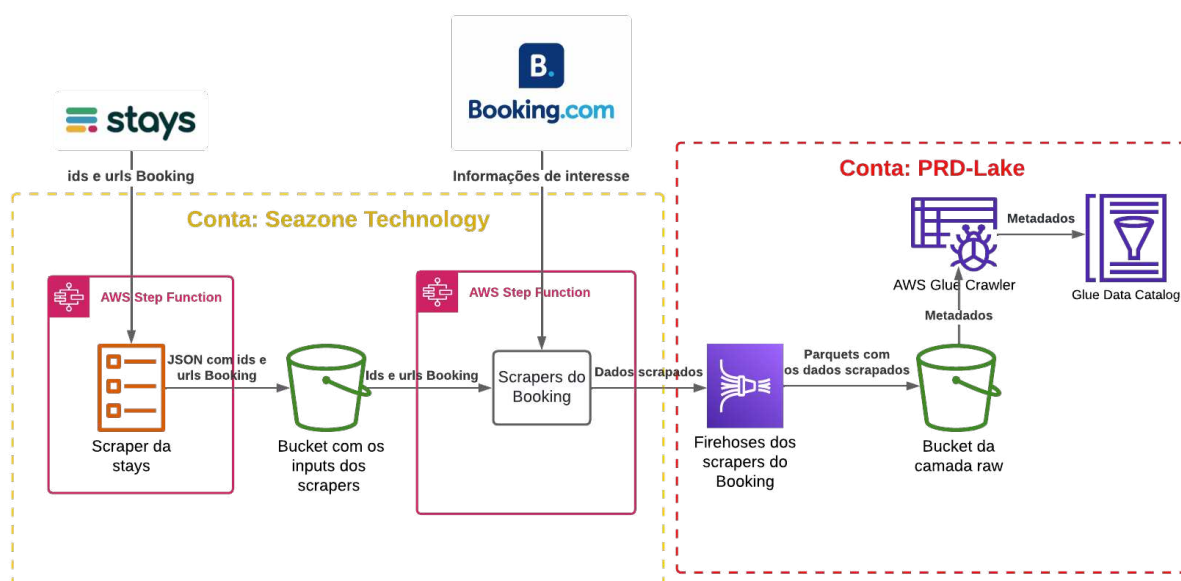 B.
Booking.com
stays
ids e urls Booking
Informações de interesse
Conta: PRD-Lake
Conta: Seazone Technology
Metadados
AWS Glue Crawler
Glue Data Catalog
AWS Step Function
AWS Step Function
Metadados
JSON com ids e
urls Booking
Ids e urls Booking
Scrapers do
Booking
Dados scrapados
Parquets com
os dados scrapados
Scraper da
stays
Bucket com os
inputs dos
scrapers
Firehoses dos
scrapers do
Booking
Bucket da
camada raw